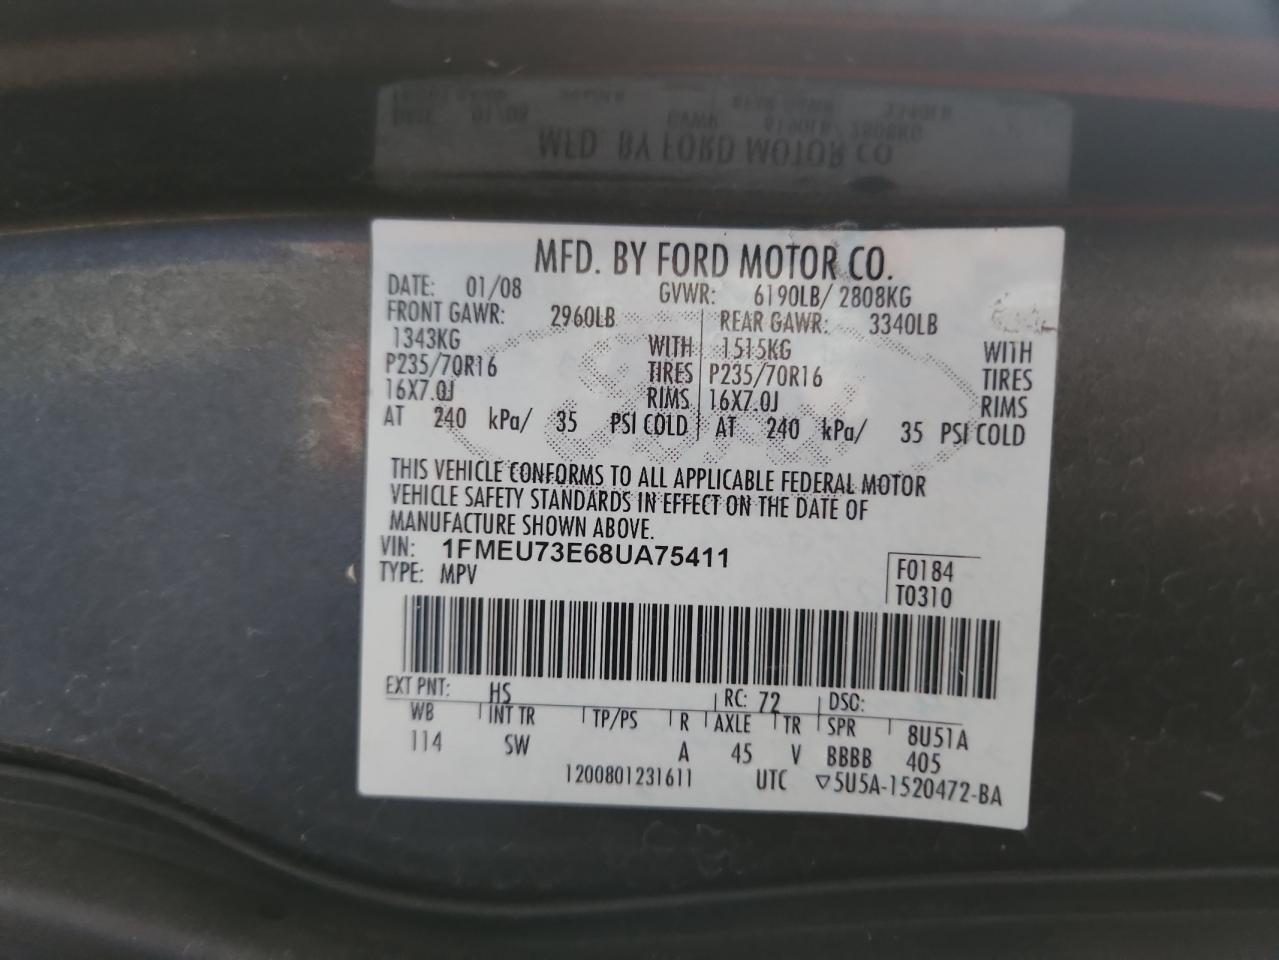 MFD. BY FORD MOTOR CO.
DATE: 01/08 GVWR: 6190LB/ 2808KG
FRONT GAWR: 2960LB REAR GAWR: 3340LB
1343KG WITH 1515KG WITH
P235/70R16 TIRES P235/70R16 TIRES
16X7.0J RIMS 16X7.0J RIMS
AT 240 kPa/ 35 PSI COLD AT 240 kPa/ 35 PSI COLD
THIS VEHICLE CONFORMS TO ALL APPLICABLE FEDERAL MOTOR
VEHICLE SAFETY STANDARDS IN EFFECT ON THE DATE OF
MANUFACTURE SHOWN ABOVE.
VIN: 1FMEU73E68UA75411
TYPE: MPV
F0184
T0310
EXT PNT: HS RC: 72 DSO:
WB INT TR TP/PS R AXLE TR SPR 8U51A
114 SW A 45 V BBBB 405
1200801231611 UTC ▽5U5A-1520472-BA